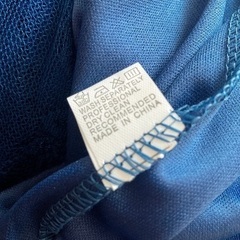 WASH SEPARATELY
PROFESSIONAL
DRY CLEAN
RECOMMENDED
MADE IN CHINA